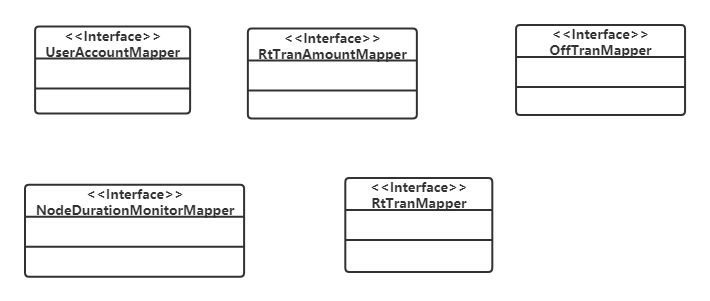 <<Interface>>
UserAccountMapper
<<Interface>>
RtTranAmountMapper
<<Interface>>
OffTranMapper
<<Interface>>
NodeDurationMonitorMapper
<<Interface>>
RtTranMapper